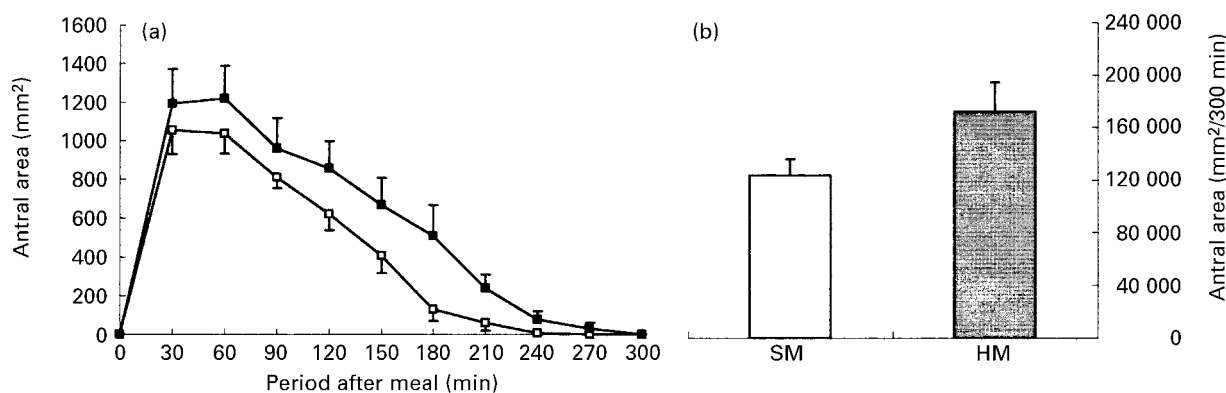 (a)
Antral area (mm²)
1600
1400
1200
1000
800
600
400
200
0
0 30 60 90 120 150 180 210 240 270 300
Period after meal (min)
(b)
240 000
200 000
160 000
120 000
80 000
40 000
0
Antral area (mm²/300 min)
SM HM